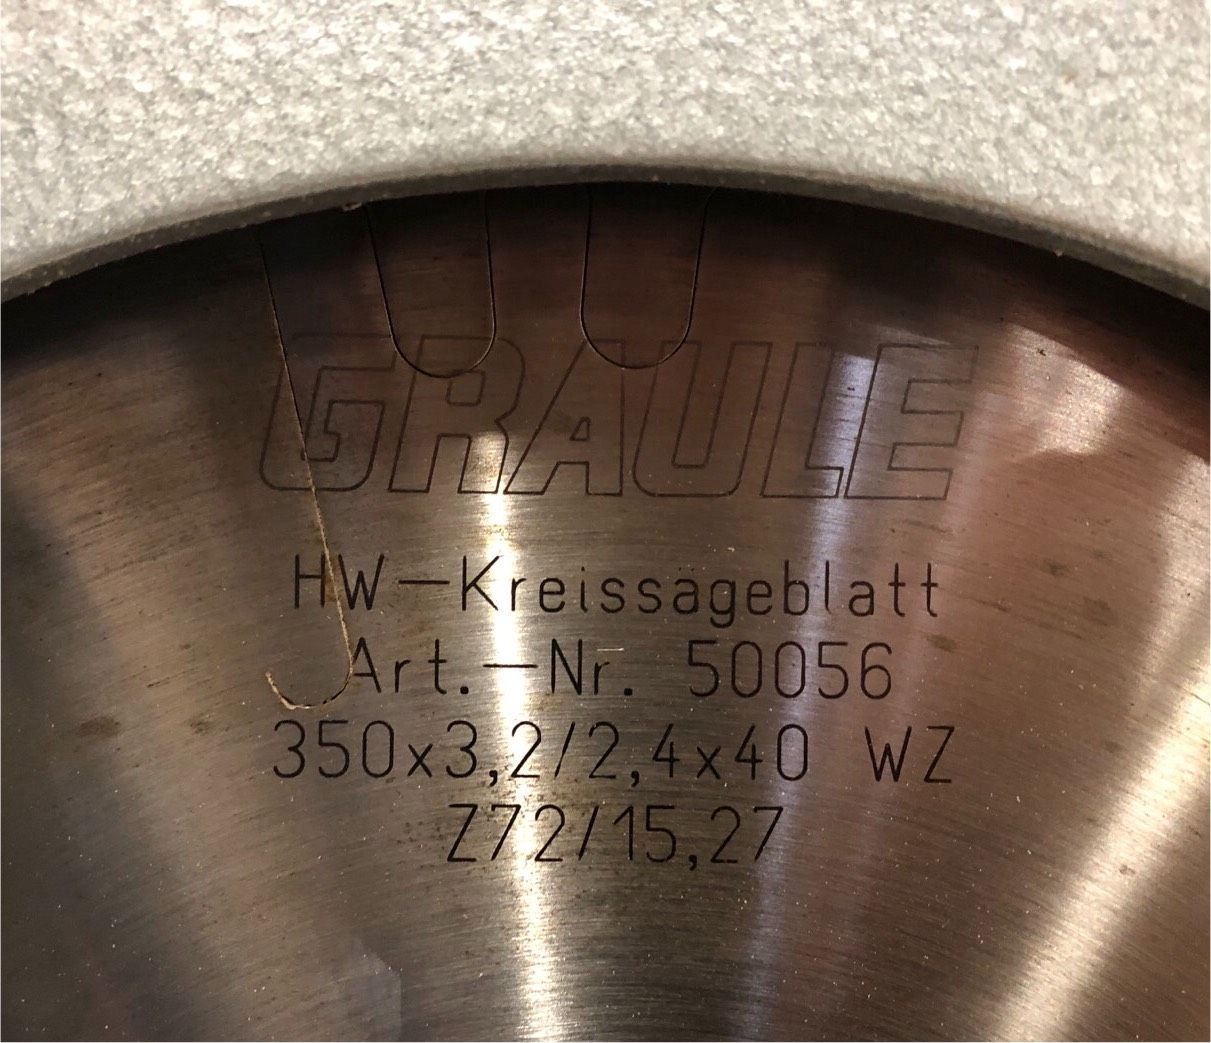 GRAULE
HW-Kreissägeblatt
Art.-Nr. 50056
350x3,2/2,4x40 WZ
Z72/15,27